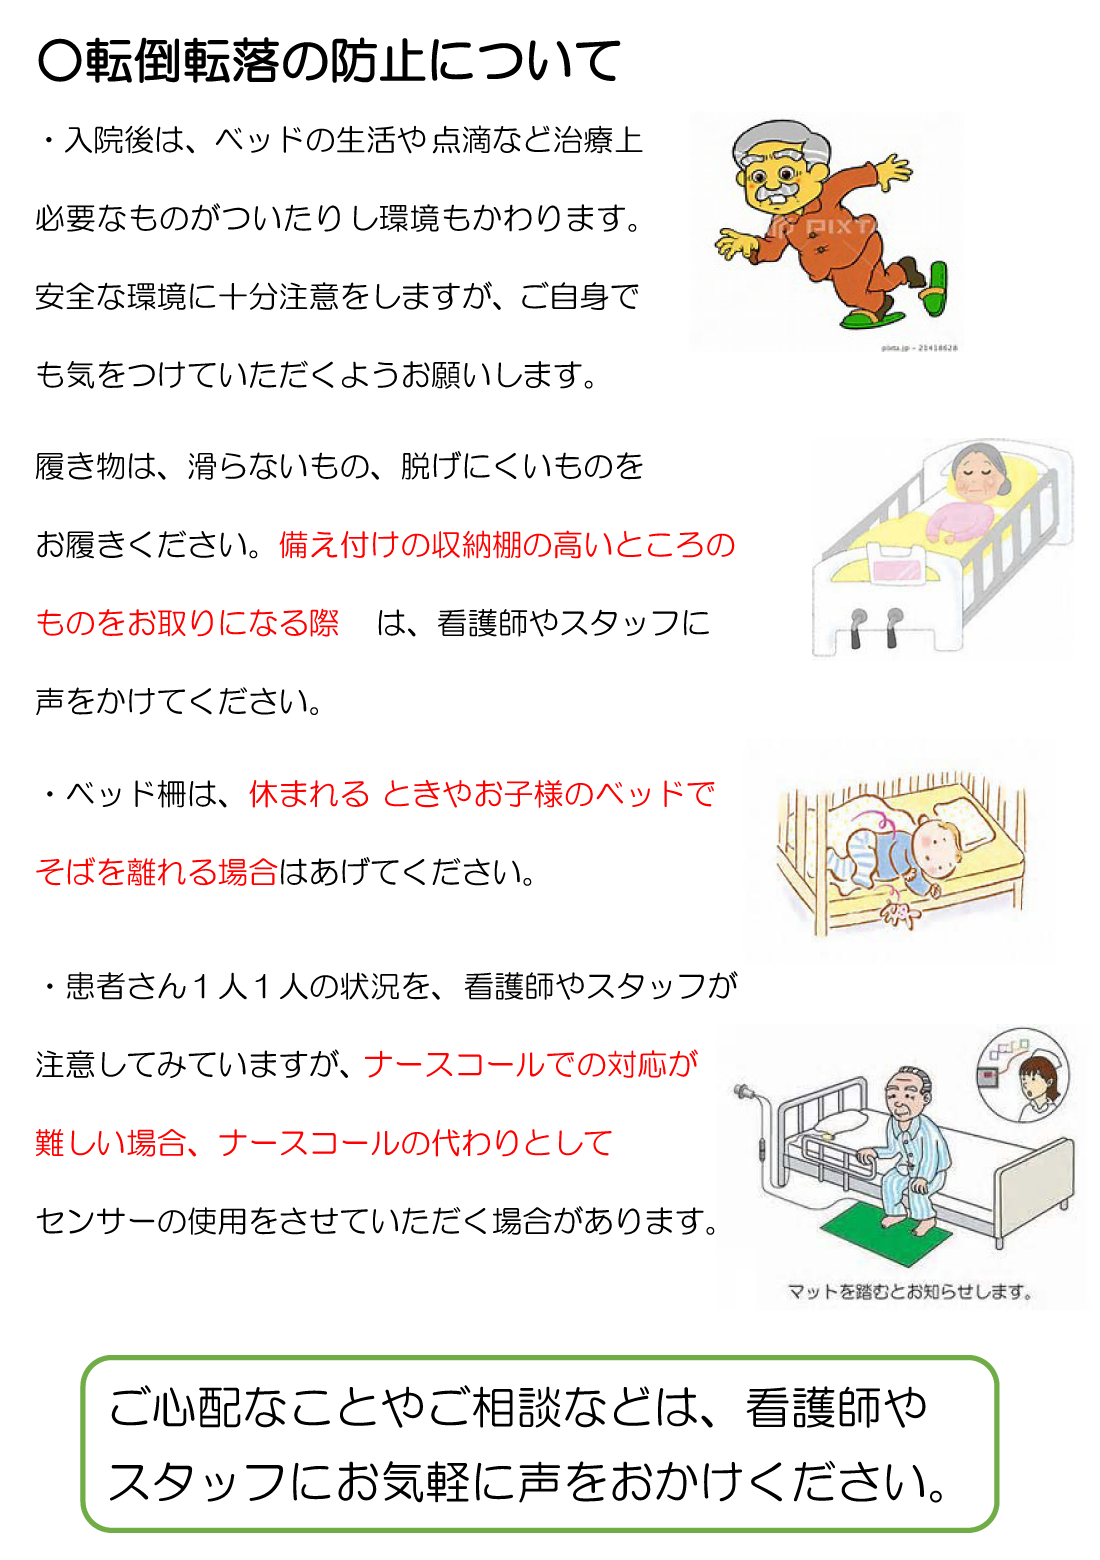 〇転倒転落の防止について
・入院後は、ベッドの生活や点滴など治療上
必要なものがついたりし環境もかわります。
安全な環境に十分注意をしますが、ご自身で
も気をつけていただくようお願いします。
PIXT
pixta.jp - 21418628
履き物は、滑らないもの、脱げにくいものを
お履きください。備え付けの収納棚の高いところの
ものをお取りになる際　は、看護師やスタッフに
声をかけてください。
・ベッド柵は、休まれる ときやお子様のベッドで
そばを離れる場合はあげてください。
・患者さん１人１人の状況を、看護師やスタッフが
注意してみていますが、ナースコールでの対応が
難しい場合、ナースコールの代わりとして
センサーの使用をさせていただく場合があります。
マットを踏むとお知らせします。
ご心配なことやご相談などは、看護師や
スタッフにお気軽に声をおかけください。